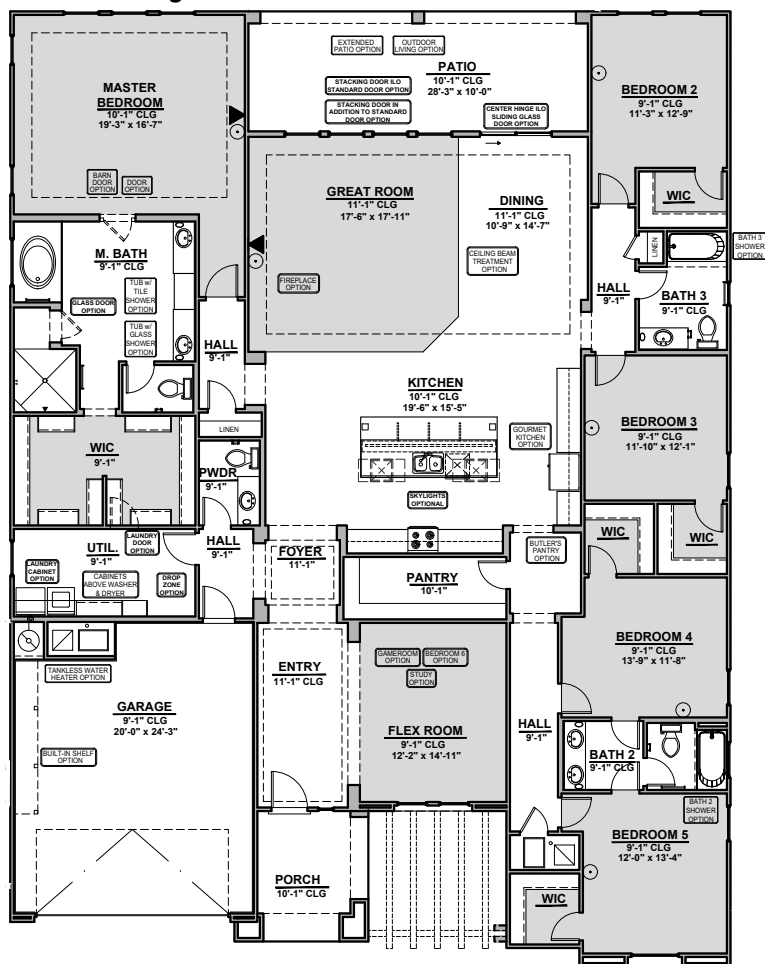 EXTENDED
PATIO OPTION
OUTDOOR
LIVING OPTION
PATIO
10'-1" CLG
28'-3" x 10'-0"
STACKING DOOR ILO
STANDARD DOOR OPTION
STACKING DOOR IN
ADDITION TO STANDARD
DOOR OPTION
CENTER HINGE ILO
SLIDING GLASS
DOOR OPTION
MASTER
BEDROOM
10'-1" CLG
19'-3" x 16'-7"
BARN
DOOR
OPTION
DOOR
OPTION
BEDROOM 2
9'-1" CLG
11'-3" x 12'-9"
WIC
GREAT ROOM
11'-1" CLG
17'-6" x 17'-11"
FIREPLACE
OPTION
DINING
11'-1" CLG
10'-9" x 14'-7"
CEILING BEAM
TREATMENT
OPTION
M. BATH
9'-1" CLG
GLASS DOOR
OPTION
TUB w/
TILE
SHOWER
OPTION
TUB w/
GLASS
SHOWER
OPTION
HALL
9'-1"
LINEN
BATH 3
SHOWER
OPTION
HALL
9'-1"
BATH 3
9'-1" CLG
KITCHEN
10'-1" CLG
19'-6" x 15'-5"
GOURMET
KITCHEN
OPTION
SKYLIGHTS
OPTIONAL
BEDROOM 3
9'-1" CLG
11'-10" x 12'-1"
WIC
WIC
LINEN
WIC
9'-1"
PWDR
9'-1"
UTIL.
9'-1"
LAUNDRY
DOOR
OPTION
LAUNDRY
CABINET
OPTION
CABINETS
ABOVE WASHER
& DRYER
DROP
ZONE
OPTION
HALL
9'-1"
FOYER
11'-1"
PANTRY
10'-1"
BUTLER'S
PANTRY
OPTION
BEDROOM 4
9'-1" CLG
13'-9" x 11'-8"
TANKLESS WATER
HEATER OPTION
GARAGE
9'-1" CLG
20'-0" x 24'-3"
BUILT-IN SHELF
OPTION
ENTRY
11'-1" CLG
GAMEROOM
OPTION
BEDROOM 6
OPTION
STUDY
OPTION
FLEX ROOM
9'-1" CLG
12'-2" x 14'-11"
HALL
9'-1"
BATH 2
9'-1" CLG
BATH 2
SHOWER
OPTION
BEDROOM 5
9'-1" CLG
12'-0" x 13'-4"
WIC
PORCH
10'-1" CLG